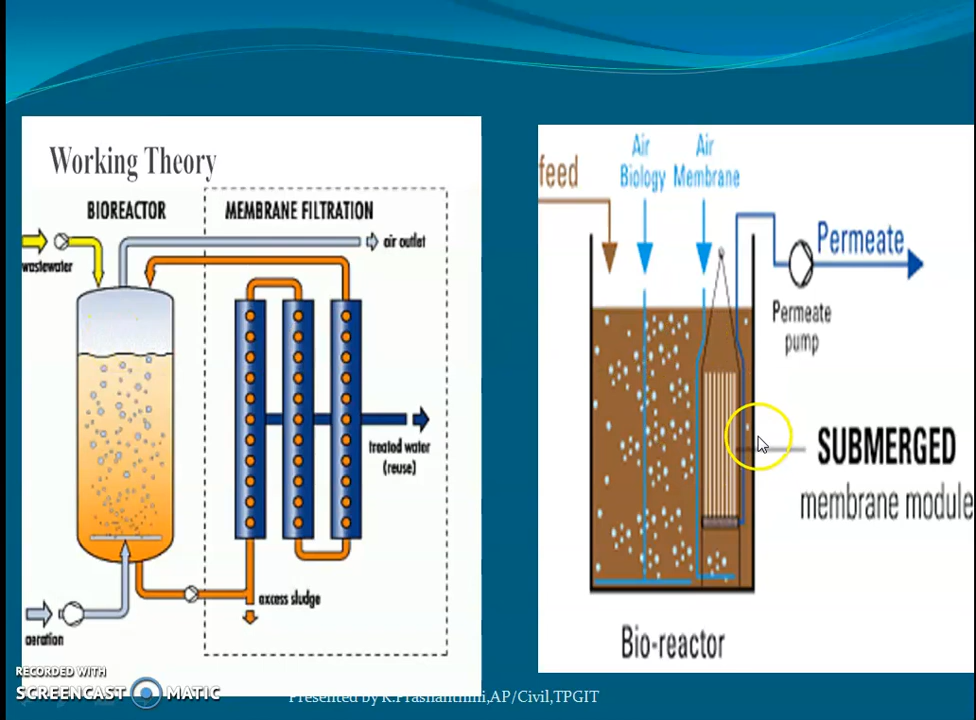 Working Theory
BIOREACTOR
MEMBRANE FILTRATION
air outlet
wastewater
treated water
(reuse)
axcess sludge
aeration
feed
Air
Biology
Air
Membrane
Permeate
Permeate
pump
SUBMERGED
membrane module
Bio-reactor
RECORDED WITH
SCREENCAST MATIC
Presented by K.Prashanthini,AP/Civil,TPGIT